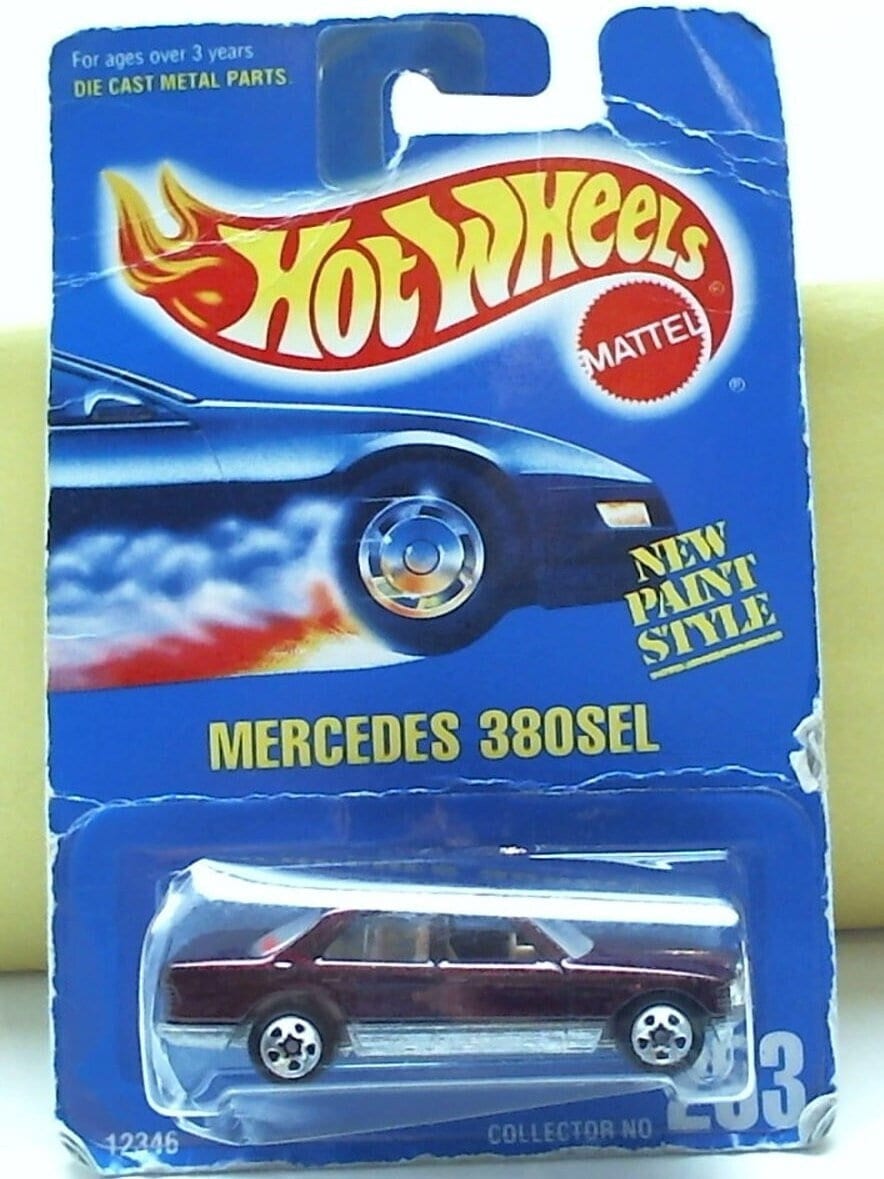 For ages over 3 years
DIE CAST METAL PARTS.
HOT WHEELS
®
MATTEL
®
NEW
PAINT
STYLE
MERCEDES 380SEL
12346
COLLECTOR NO